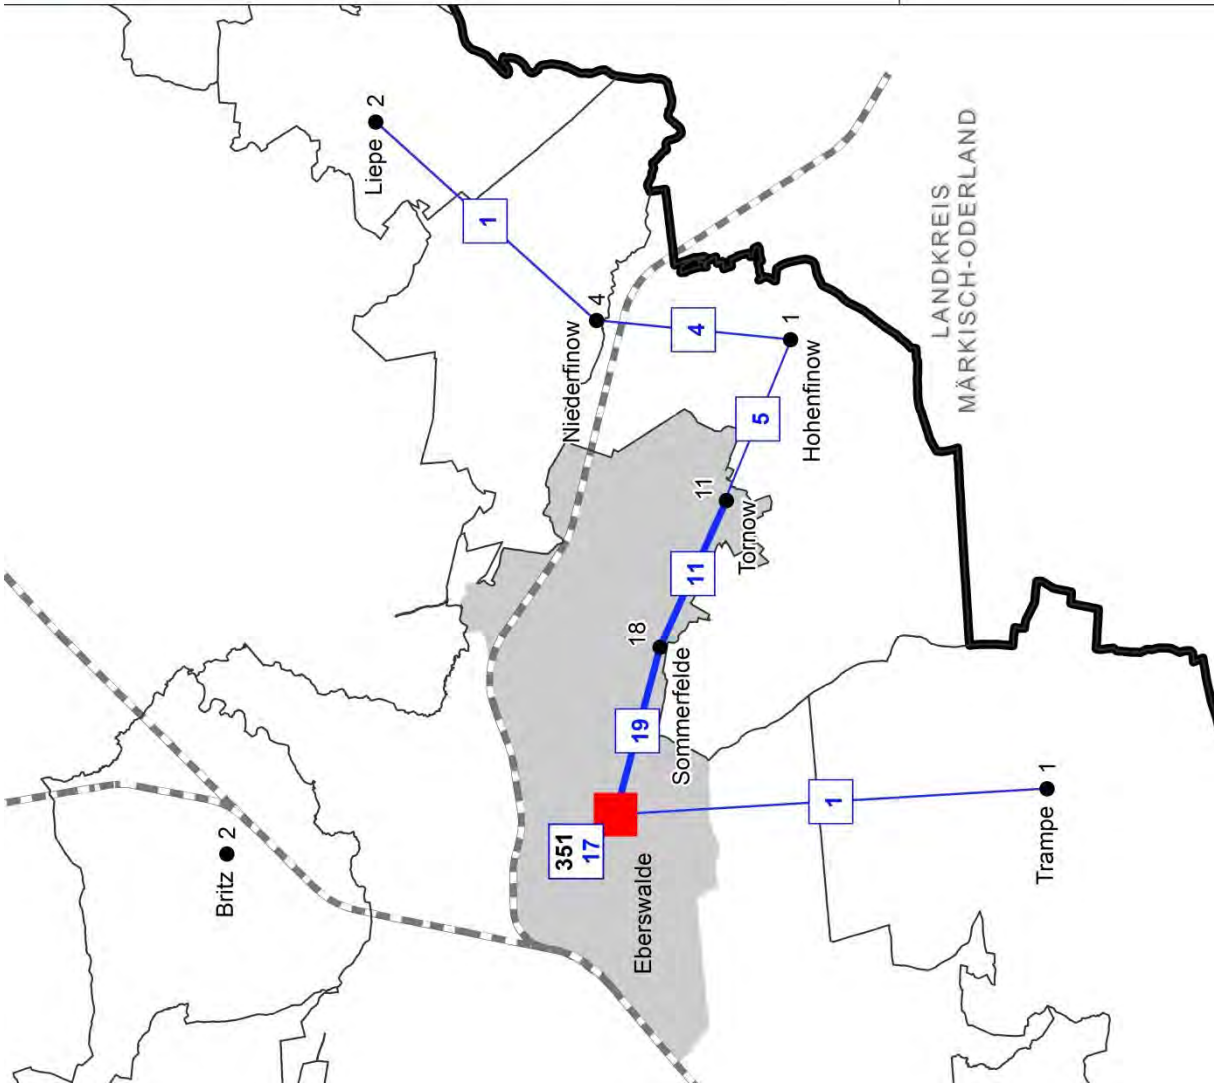 Liepe
2
1
4
Niederfinow
4
1
Hohenfinow
5
11
Tornow
11
18
Sommerfelde
19
351
17
Eberswalde
Britz
2
1
Trampe
1
LANDKREIS
MÄRKISCH-ODERLAND